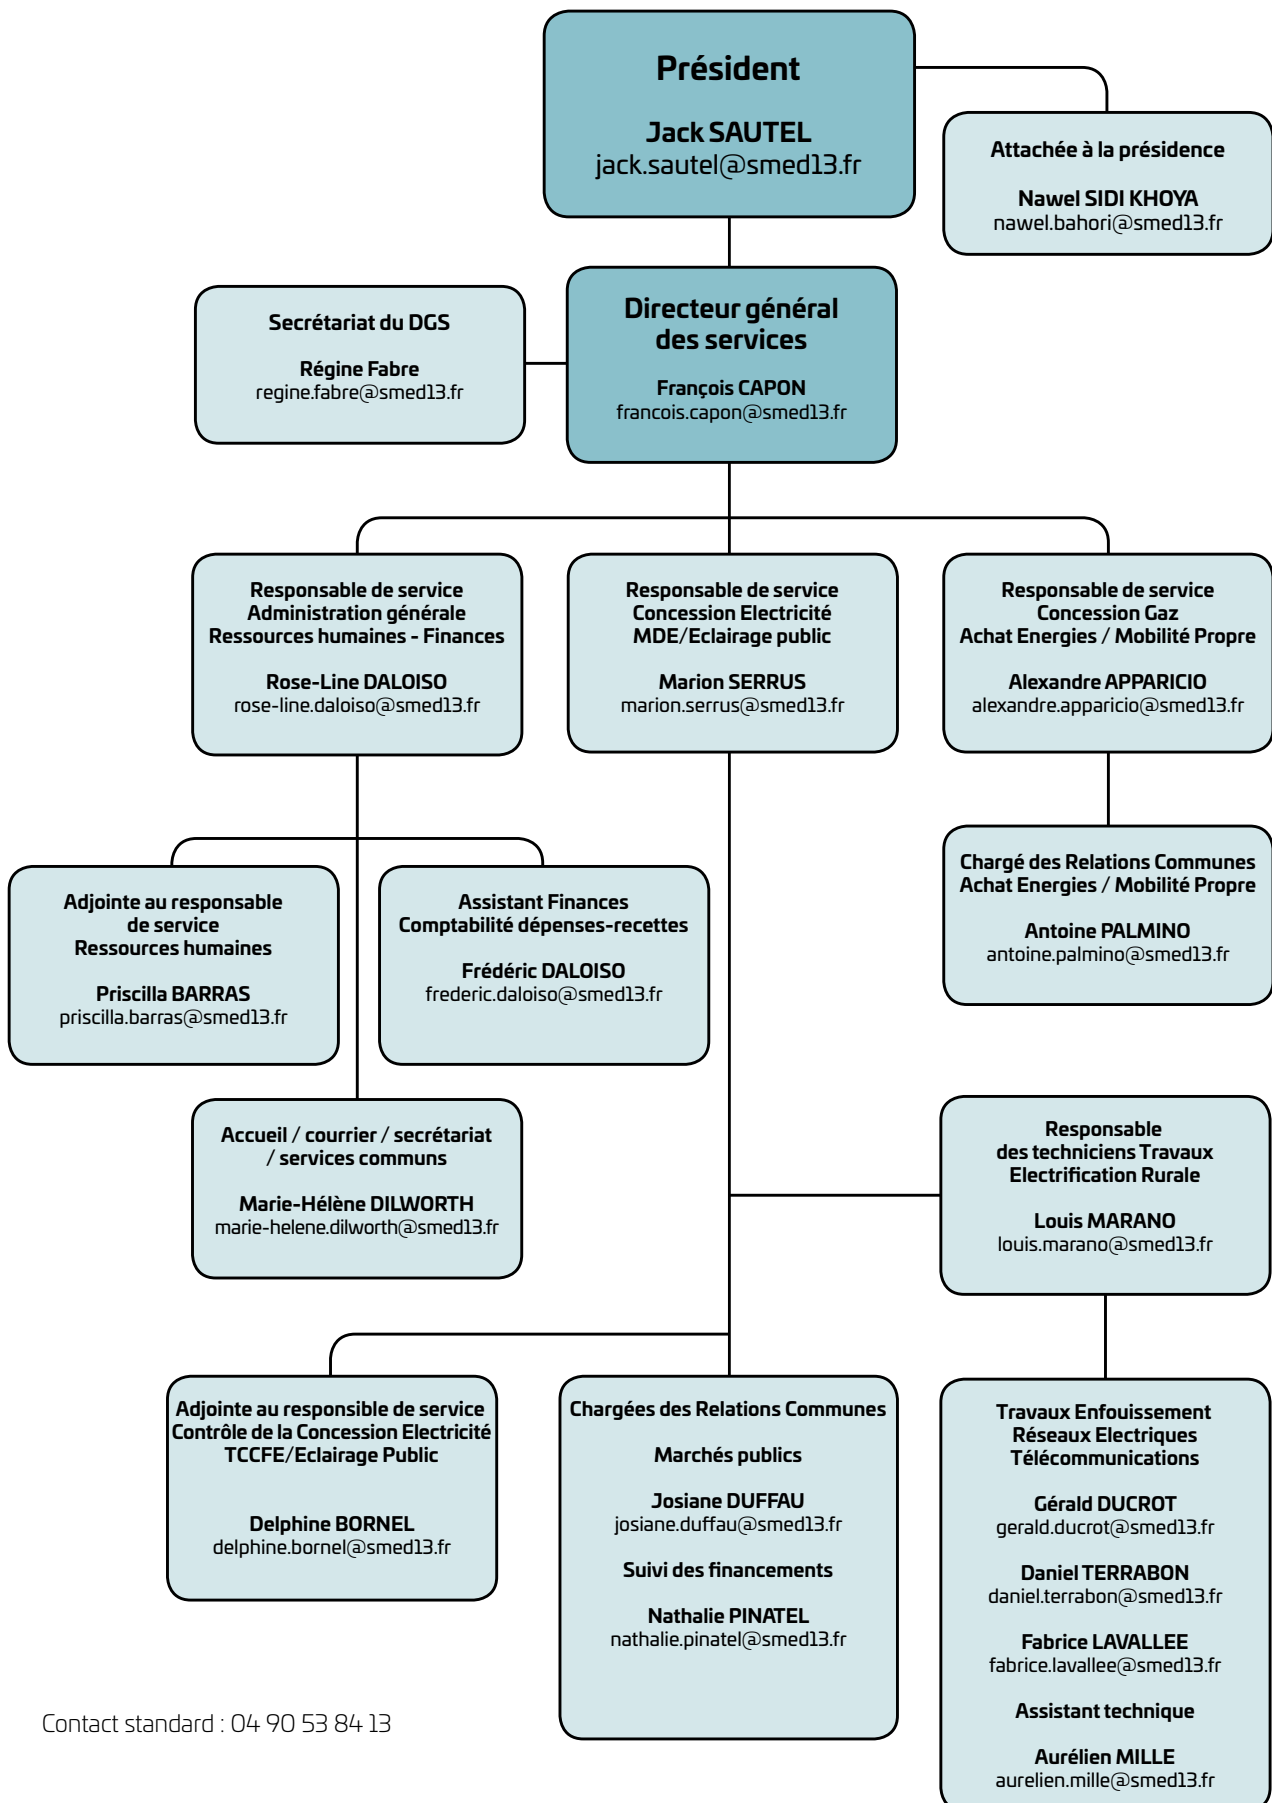 Président
Jack SAUTEL
jack.sautel@smed13.fr
Attachée à la présidence
Nawel SIDI KHOYA
nawel.bahori@smed13.fr
Secrétariat du DGS
Régine Fabre
regine.fabre@smed13.fr
Directeur général
des services
François CAPON
francois.capon@smed13.fr
Responsable de service
Administration générale
Ressources humaines - Finances
Rose-Line DALOISO
rose-line.daloiso@smed13.fr
Responsable de service
Concession Electricité
MDE/Eclairage public
Marion SERRUS
marion.serrus@smed13.fr
Responsable de service
Concession Gaz
Achat Energies / Mobilité Propre
Alexandre APPARICIO
alexandre.apparicio@smed13.fr
Chargé des Relations Communes
Achat Energies / Mobilité Propre
Antoine PALMINO
antoine.palmino@smed13.fr
Adjointe au responsable
de service
Ressources humaines
Priscilla BARRAS
priscilla.barras@smed13.fr
Assistant Finances
Comptabilité dépenses-recettes
Frédéric DALOISO
frederic.daloiso@smed13.fr
Accueil / courrier / secrétariat
/ services communs
Marie-Hélène DILWORTH
marie-helene.dilworth@smed13.fr
Responsable
des techniciens Travaux
Electrification Rurale
Louis MARANO
louis.marano@smed13.fr
Adjointe au responsible de service
Contrôle de la Concession Electricité
TCCFE/Eclairage Public
Delphine BORNEL
delphine.bornel@smed13.fr
Chargées des Relations Communes
Marchés publics
Josiane DUFFAU
josiane.duffau@smed13.fr
Suivi des financements
Nathalie PINATEL
nathalie.pinatel@smed13.fr
Travaux Enfouissement
Réseaux Electriques
Télécommunications
Gérald DUCROT
gerald.ducrot@smed13.fr
Daniel TERRABON
daniel.terrabon@smed13.fr
Fabrice LAVALLEE
fabrice.lavallee@smed13.fr
Assistant technique
Aurélien MILLE
aurelien.mille@smed13.fr
Contact standard : 04 90 53 84 13